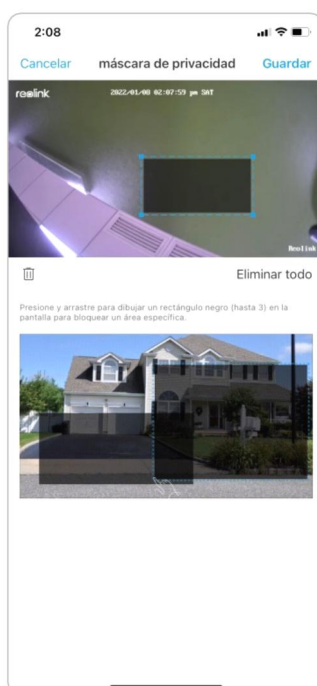 2:08
Cancelar máscara de privacidad Guardar
reolink 2022/01/08 02:07:59 pm SAT
Reolink
Eliminar todo
Presione y arrastre para dibujar un rectángulo negro (hasta 3) en la
pantalla para bloquear un área específica.